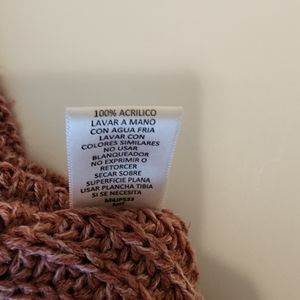 100% ACRILICO
LAVAR A MANO
CON AGUA FRIA
LAVAR CON
COLORES SIMILARES
NO USAR
BLANQUEADOR
NO EXPRIMIR O
RETORCER
SECAR SOBRE
SUPERFICIE PLANA
USAR PLANCHA TIBIA
SI SE NECESITA